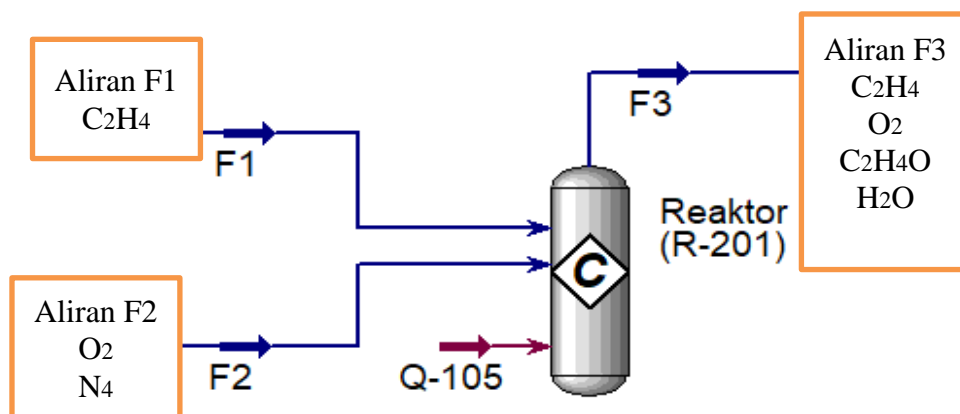 Aliran F1
C2H4
F1
Aliran F2
O2
N4
F2
Q-105
C
Reaktor
(R-201)
F3
Aliran F3
C2H4
O2
C2H4O
H2O